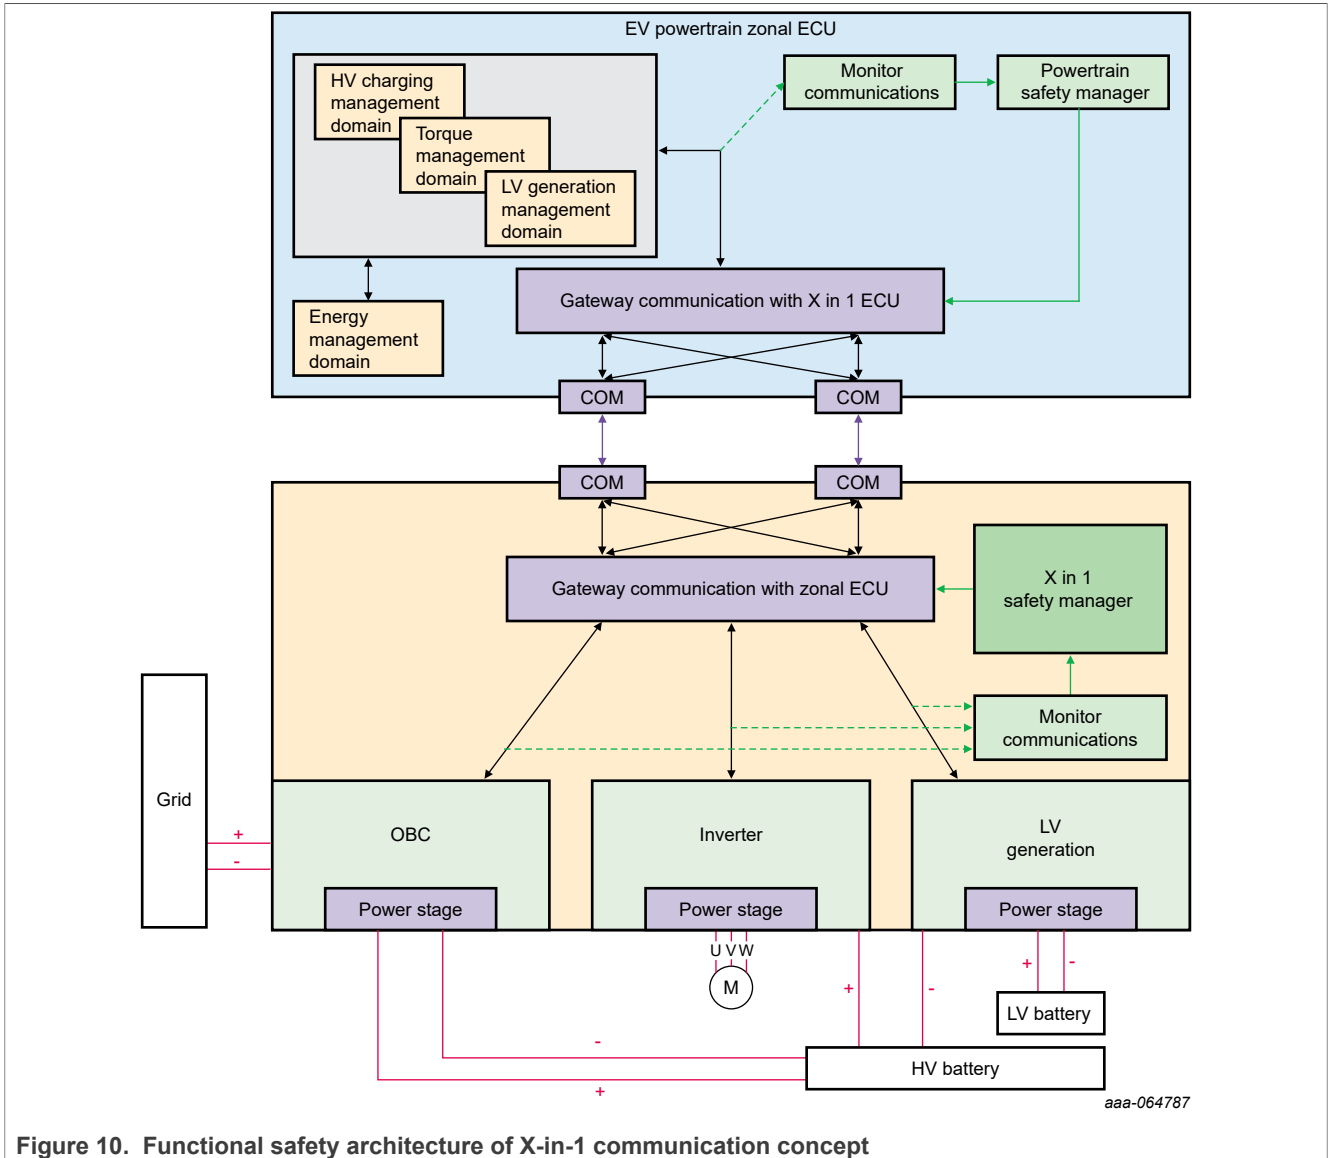 EV powertrain zonal ECU
HV charging
management
domain
Torque
management
domain
LV generation
management
domain
Monitor
communications
Powertrain
safety manager
Gateway communication with X in 1 ECU
Energy
management
domain
COM
COM
COM
COM
Gateway communication with zonal ECU
X in 1
safety manager
Monitor
communications
Grid
+
-
OBC
Inverter
LV
generation
Power stage
Power stage
Power stage
U V W
M
+
-
+
-
LV battery
-
+
HV battery
aaa-064787
Figure 10. Functional safety architecture of X-in-1 communication concept